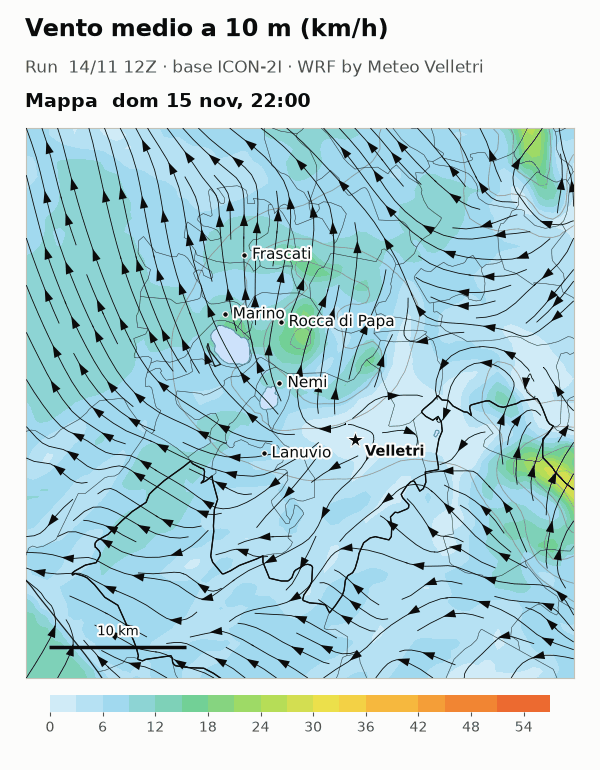 Vento medio a 10 m (km/h)
Run 14/11 12Z · base ICON-2I · WRF by Meteo Velletri
Mappa dom 15 nov, 22:00
Frascati
Marino
Rocca di Papa
Nemi
Velletri
Lanuvio
10 km
0 6 12 18 24 30 36 42 48 54